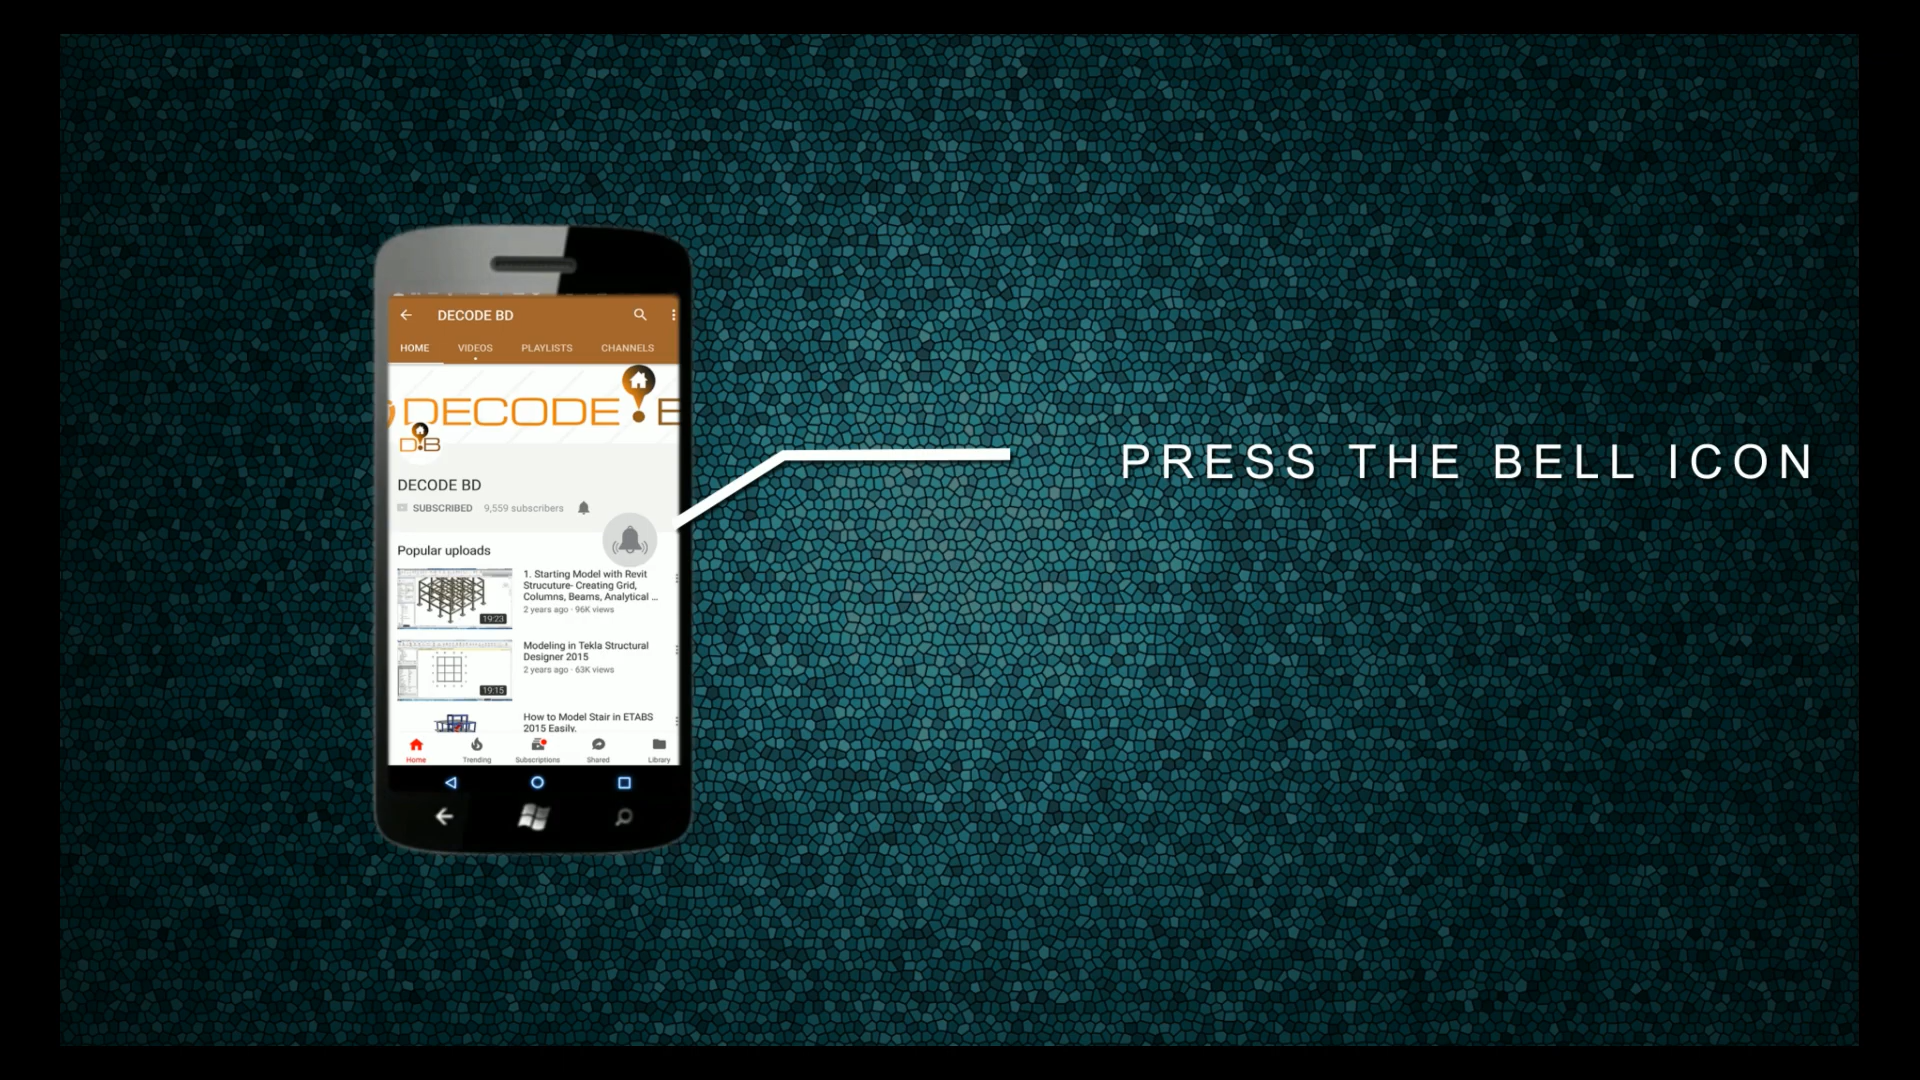 DECODE BD
HOME VIDEOS PLAYLISTS CHANNELS
DECODE B
D B
DECODE BD
SUBSCRIBED 9,559 subscribers
PRESS THE BELL ICON
Popular uploads
1. Starting Model with Revit
Strucuture- Creating Grid,
Columns, Beams, Analytical ...
2 years ago · 96K views
19:23
Modeling in Tekla Structural
Designer 2015
2 years ago · 63K views
19:15
How to Model Stair in ETABS
2015 Easily.
Home Trending Subscriptions Shared Library